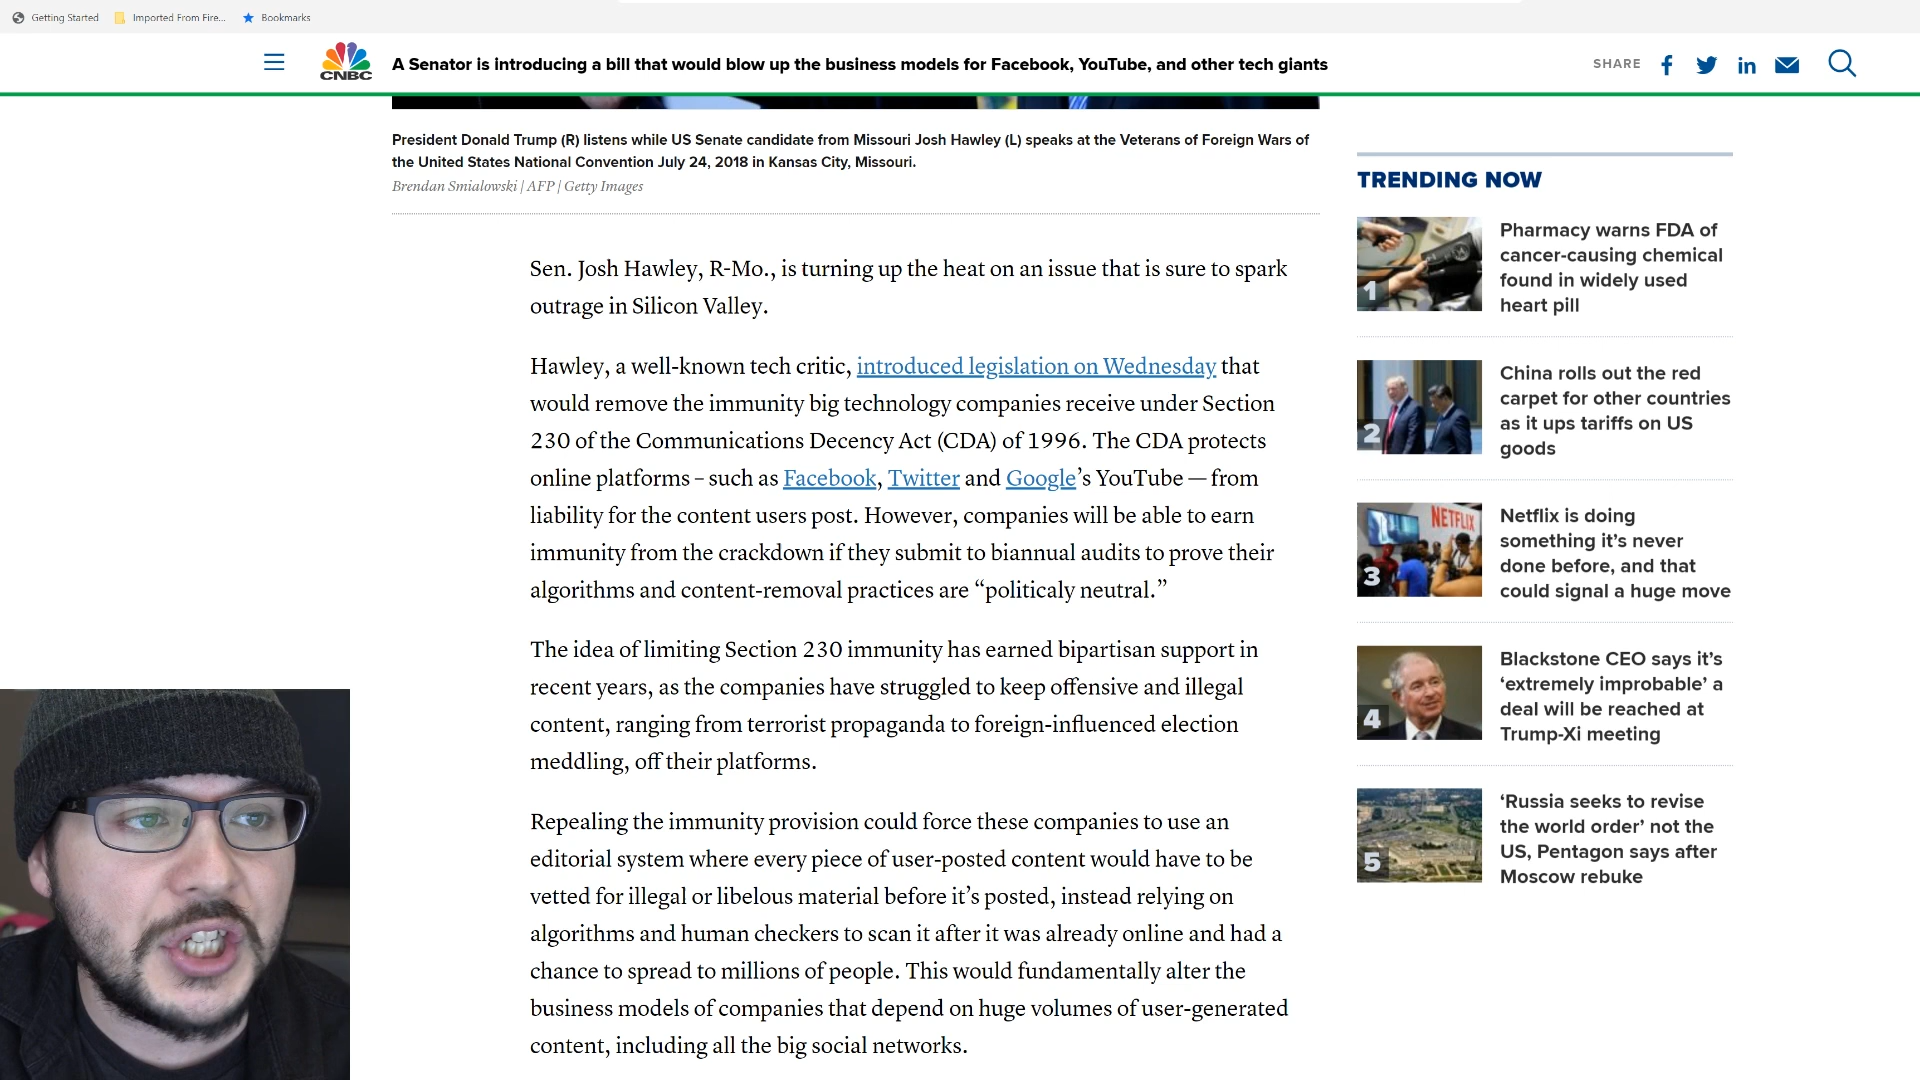 Getting Started
Imported From Fire...
Bookmarks
CNBC
A Senator is introducing a bill that would blow up the business models for Facebook, YouTube, and other tech giants
SHARE
President Donald Trump (R) listens while US Senate candidate from Missouri Josh Hawley (L) speaks at the Veterans of Foreign Wars of
the United States National Convention July 24, 2018 in Kansas City, Missouri.
Brendan Smialowski | AFP | Getty Images
Sen. Josh Hawley, R-Mo., is turning up the heat on an issue that is sure to spark
outrage in Silicon Valley.
Hawley, a well-known tech critic, introduced legislation on Wednesday that
would remove the immunity big technology companies receive under Section
230 of the Communications Decency Act (CDA) of 1996. The CDA protects
online platforms – such as Facebook, Twitter and Google’s YouTube — from
liability for the content users post. However, companies will be able to earn
immunity from the crackdown if they submit to biannual audits to prove their
algorithms and content-removal practices are “politicaly neutral.”
The idea of limiting Section 230 immunity has earned bipartisan support in
recent years, as the companies have struggled to keep offensive and illegal
content, ranging from terrorist propaganda to foreign-influenced election
meddling, off their platforms.
Repealing the immunity provision could force these companies to use an
editorial system where every piece of user-posted content would have to be
vetted for illegal or libelous material before it’s posted, instead relying on
algorithms and human checkers to scan it after it was already online and had a
chance to spread to millions of people. This would fundamentally alter the
business models of companies that depend on huge volumes of user-generated
content, including all the big social networks.
TRENDING NOW
1
Pharmacy warns FDA of
cancer-causing chemical
found in widely used
heart pill
2
China rolls out the red
carpet for other countries
as it ups tariffs on US
goods
NETFLIX
3
Netflix is doing
something it’s never
done before, and that
could signal a huge move
4
Blackstone CEO says it’s
‘extremely improbable’ a
deal will be reached at
Trump-Xi meeting
5
‘Russia seeks to revise
the world order’ not the
US, Pentagon says after
Moscow rebuke